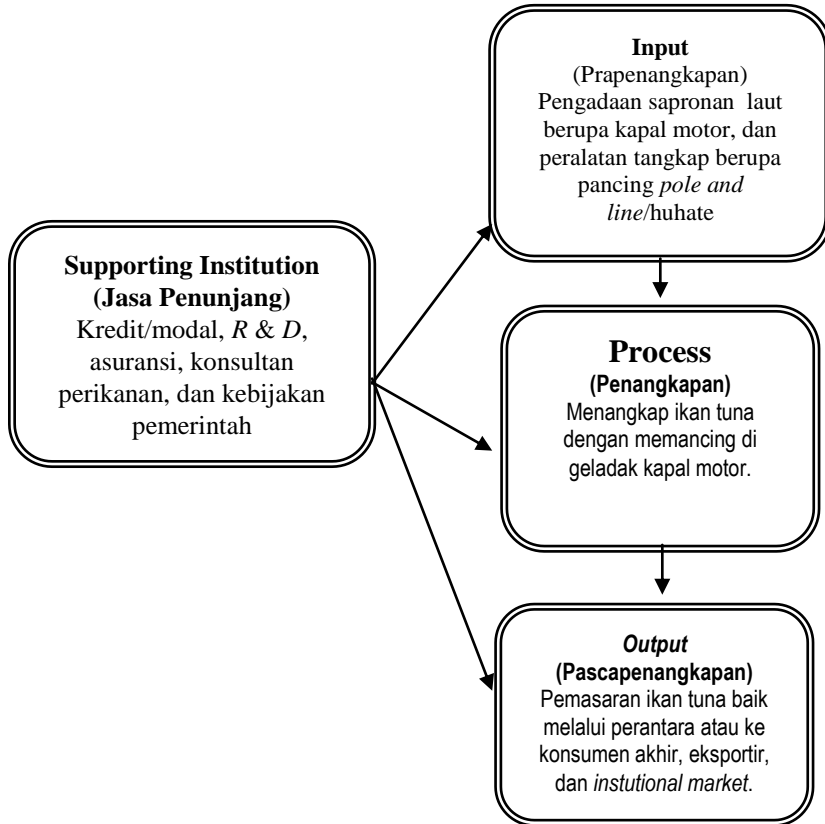 Input
(Prapenangkapan)
Pengadaan sapronan laut
berupa kapal motor, dan
peralatan tangkap berupa
pancing pole and
line/huhate
Supporting Institution
(Jasa Penunjang)
Kredit/modal, R & D,
asuransi, konsultan
perikanan, dan kebijakan
pemerintah
Process
(Penangkapan)
Menangkap ikan tuna
dengan memancing di
geladak kapal motor.
Output
(Pascapenangkapan)
Pemasaran ikan tuna baik
melalui perantara atau ke
konsumen akhir, eksportir,
dan instutional market.